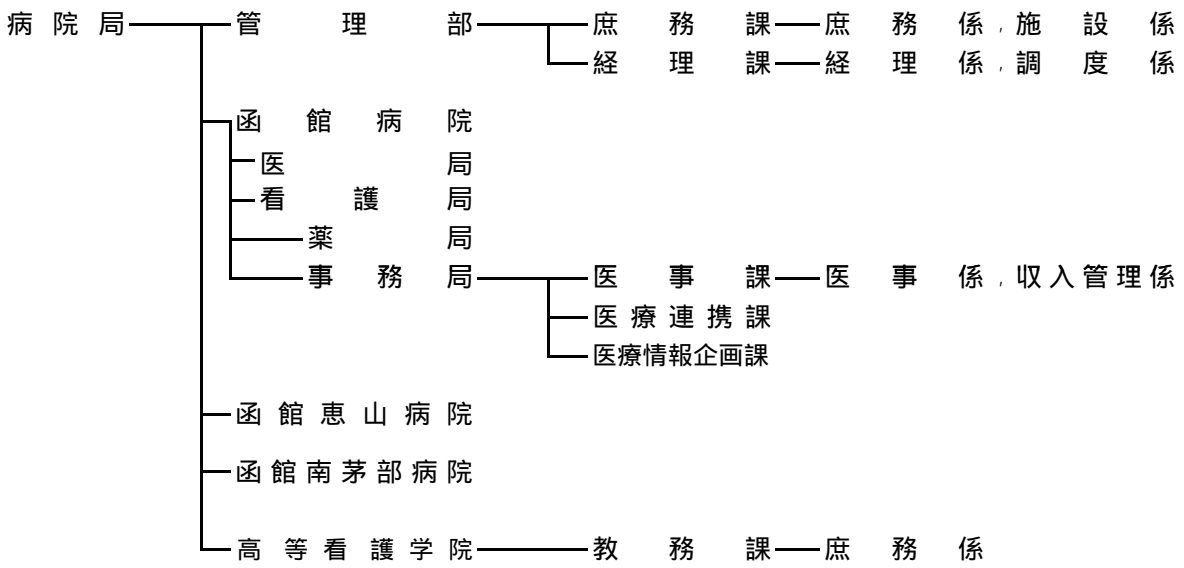 病院局 管理部 庶務課 庶務係，施設係
経理課 経理係，調度係
函館病院
医局
看護局
薬局
事務局 医事課 医事係，収入管理係
医療連携課
医療情報企画課
函館恵山病院
函館南茅部病院
高等看護学院 教務課 庶務係